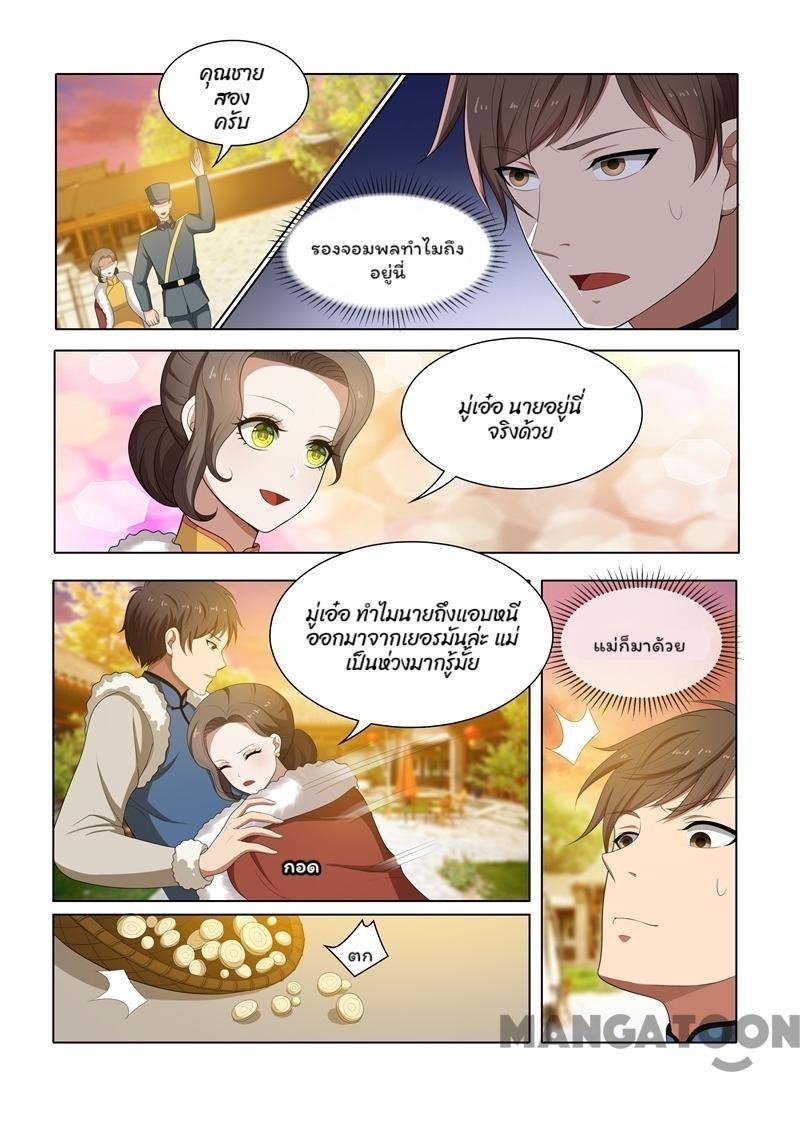 คุณชาย
สอง
ครับ
รองจอมพลทำไมถึง
อยู่นี่
มู่เอ๋อ นายอยู่นี่
จริงด้วย
มู่เอ๋อ ทำไมนายถึงแอบหนี
ออกมาจากเยอรมันล่ะ แม่
เป็นห่วงมากรู้มั้ย
แม่ก็มาด้วย
กอด
ตก
MANGATOON